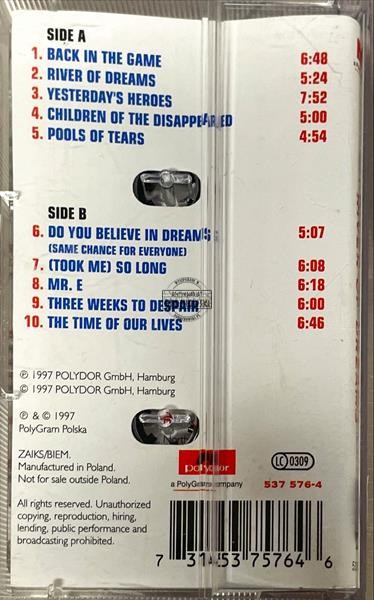 SIDE A
1. BACK IN THE GAME 6:48
2. RIVER OF DREAMS 5:24
3. YESTERDAY'S HEROES 7:52
4. CHILDREN OF THE DISAPPEARED 5:00
5. POOLS OF TEARS 4:54
SIDE B
6. DO YOU BELIEVE IN DREAMS 5:07
(SAME CHANCE FOR EVERYONE)
7. (TOOK ME) SO LONG 6:08
8. MR. E 6:18
9. THREE WEEKS TO DESPAIR 6:00
10. THE TIME OF OUR LIVES 6:46
℗ 1997 POLYDOR GmbH, Hamburg
© 1997 POLYDOR GmbH, Hamburg
℗ & © 1997
PolyGram Polska
ZAIKS/BIEM.
Manufactured in Poland.
Not for sale outside Poland.
All rights reserved. Unauthorized
copying, reproduction, hiring,
lending, public performance and
broadcasting prohibited.
polydor
a PolyGram company
LC 0309
537 576-4
7 31453 75764 6